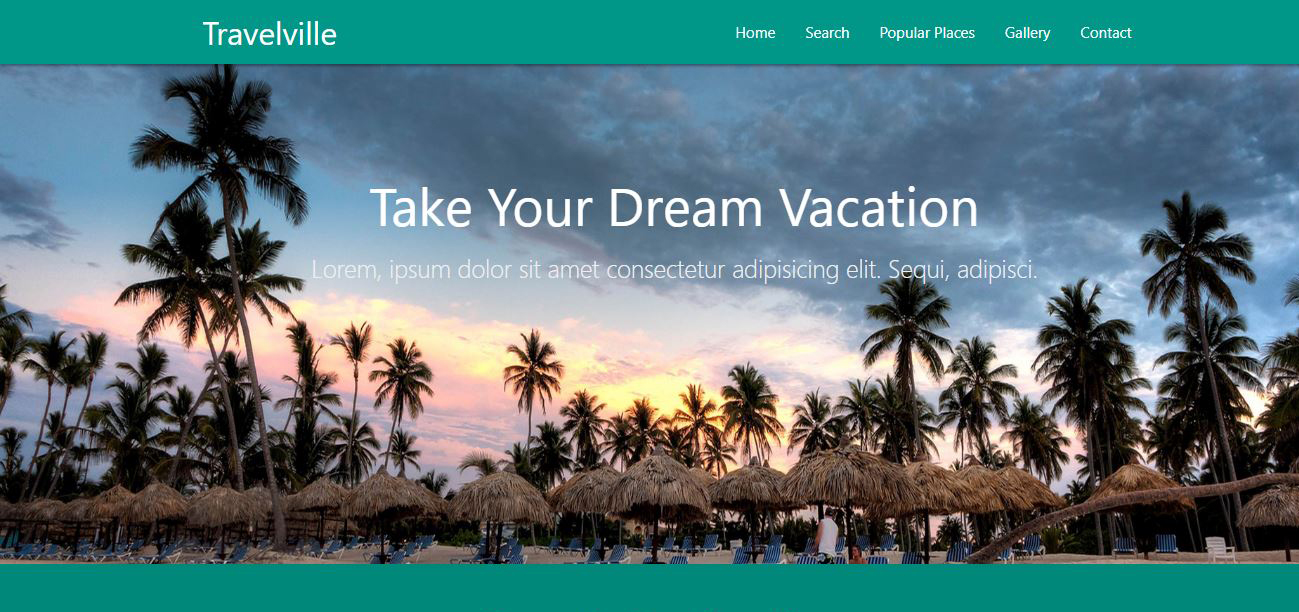 Travelville
Home Search Popular Places Gallery Contact
Take Your Dream Vacation
Lorem, ipsum dolor sit amet consectetur adipisicing elit. Sequi, adipisci.